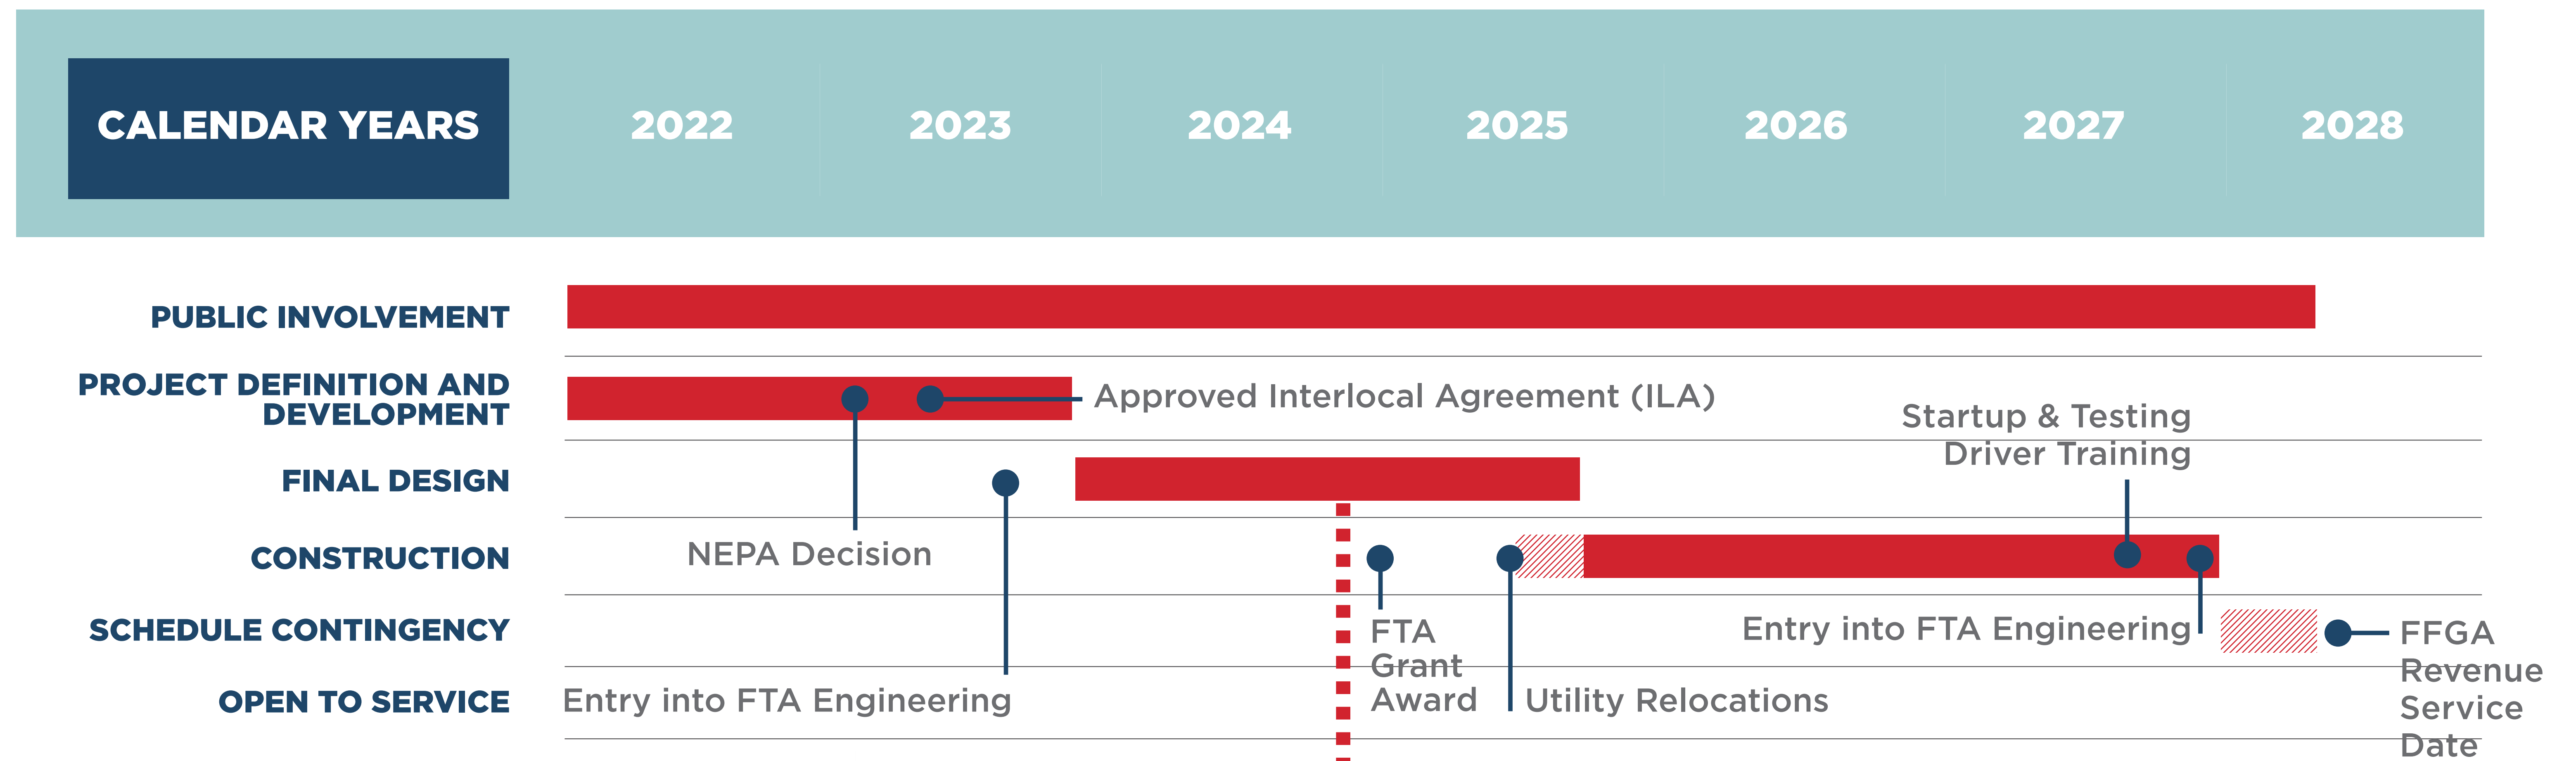 CALENDAR YEARS
2022
2023
2024
2025
2026
2027
2028
PUBLIC INVOLVEMENT
PROJECT DEFINITION AND
DEVELOPMENT
Approved Interlocal Agreement (ILA)
Startup & Testing
Driver Training
FINAL DESIGN
CONSTRUCTION
NEPA Decision
SCHEDULE CONTINGENCY
FTA
Grant
Award
Entry into FTA Engineering
FFGA
Revenue
Service
Date
OPEN TO SERVICE
Entry into FTA Engineering
Utility Relocations